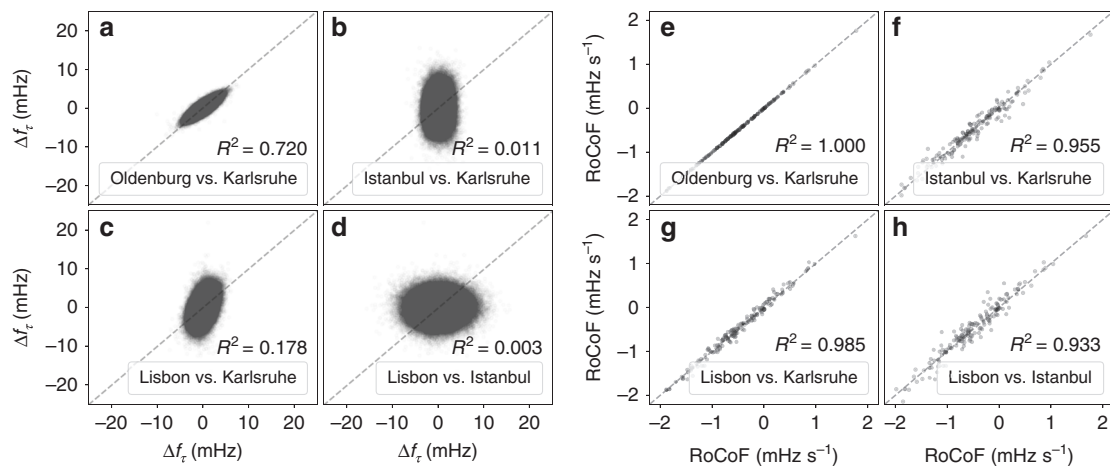 a
b
e
f
20
10
0
−10
−20
Δf_τ (mHz)
R² = 0.720
Oldenburg vs. Karlsruhe
R² = 0.011
Istanbul vs. Karlsruhe
2
1
0
−1
−2
RoCoF (mHz s⁻¹)
R² = 1.000
Oldenburg vs. Karlsruhe
R² = 0.955
Istanbul vs. Karlsruhe
c
d
g
h
20
10
0
−10
−20
Δf_τ (mHz)
R² = 0.178
Lisbon vs. Karlsruhe
R² = 0.003
Lisbon vs. Istanbul
2
1
0
−1
−2
RoCoF (mHz s⁻¹)
R² = 0.985
Lisbon vs. Karlsruhe
R² = 0.933
Lisbon vs. Istanbul
−20 −10 0 10 20
−20 −10 0 10 20
−2 −1 0 1 2
−2 −1 0 1 2
Δf_τ (mHz)
Δf_τ (mHz)
RoCoF (mHz s⁻¹)
RoCoF (mHz s⁻¹)